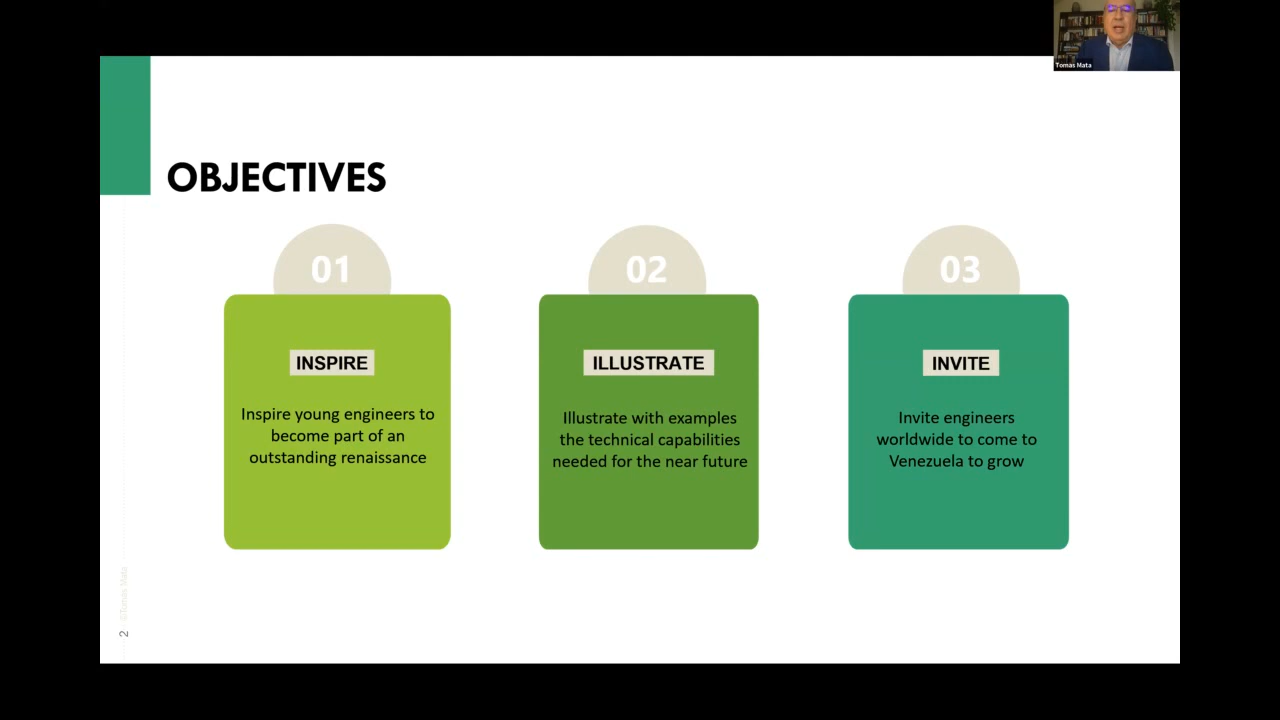 Tomas Mata
OBJECTIVES
01
INSPIRE
Inspire young engineers to
become part of an
outstanding renaissance
02
ILLUSTRATE
Illustrate with examples
the technical capabilities
needed for the near future
03
INVITE
Invite engineers
worldwide to come to
Venezuela to grow
©Tomás Mata
2